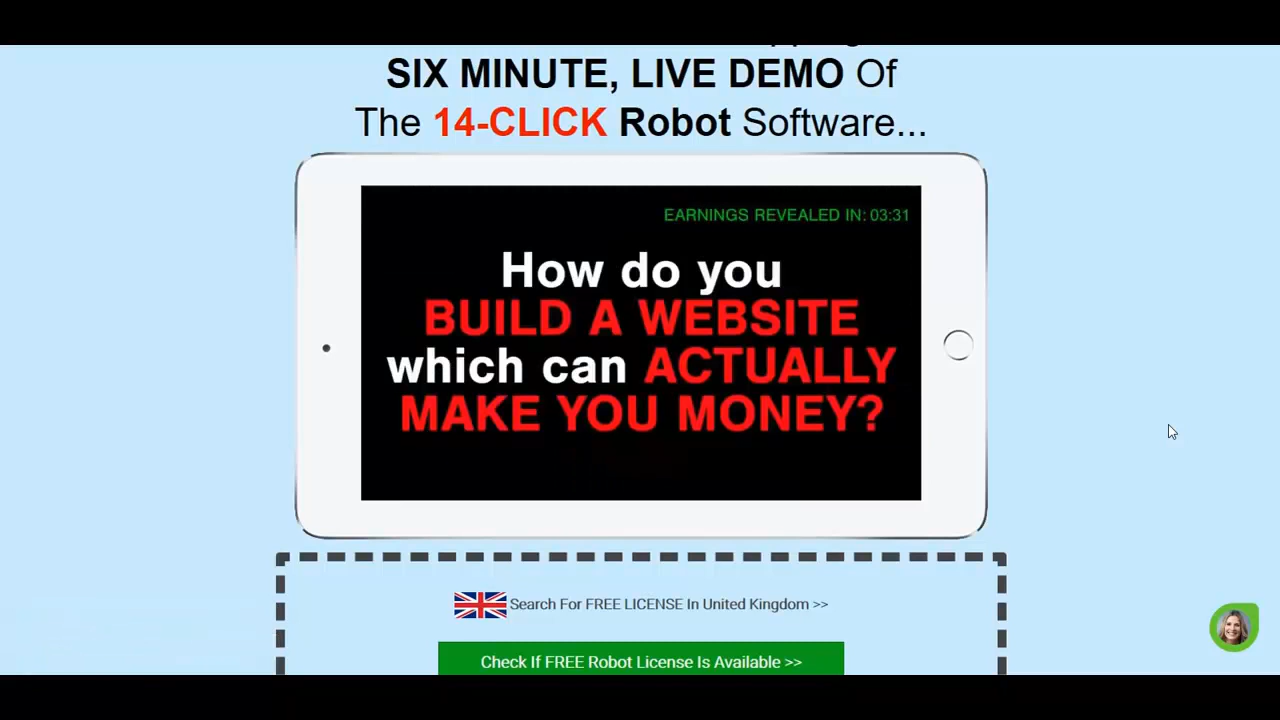 SIX MINUTE, LIVE DEMO Of
The 14-CLICK Robot Software...
EARNINGS REVEALED IN: 03:31
How do you
BUILD A WEBSITE
which can ACTUALLY
MAKE YOU MONEY?
Search For FREE LICENSE In United Kingdom >>
Check If FREE Robot License Is Available >>